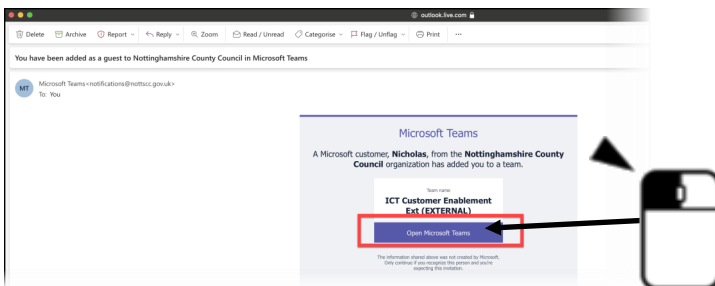 outlook.live.com
Delete Archive Report Reply Zoom Read / Unread Categorise Flag / Unflag Print ...
You have been added as a guest to Nottinghamshire County Council in Microsoft Teams
MT
Microsoft Teams<notifications@nottscc.gov.uk>
To: You
Microsoft Teams
A Microsoft customer, Nicholas, from the Nottinghamshire County
Council organization has added you to a team.
Team name
ICT Customer Enablement
Ext (EXTERNAL)
Open Microsoft Teams
The information shared above was not created by Microsoft.
Only continue if you recognize this person and you're
expecting this invitation.